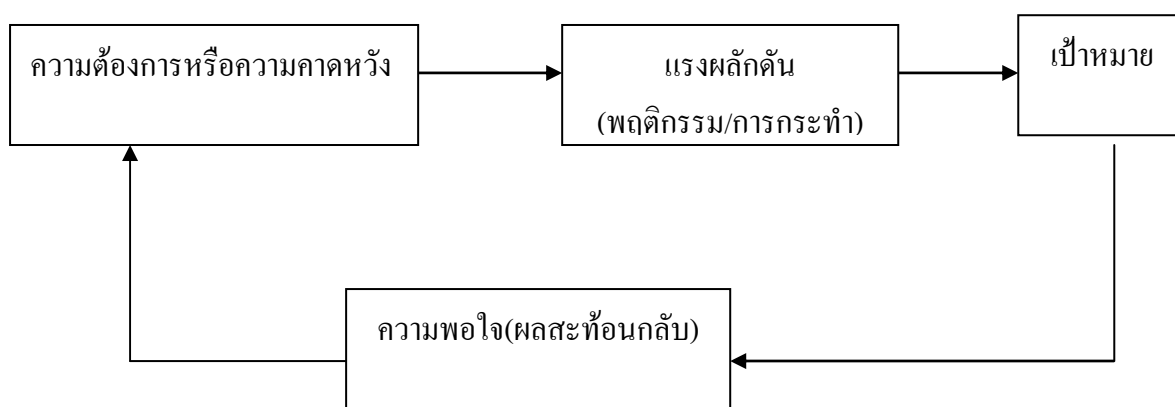 ความต้องการหรือความคาดหวัง
แรงผลักดัน
(พฤติกรรม/การกระทำ)
เป้าหมาย
ความพอใจ(ผลสะท้อนกลับ)